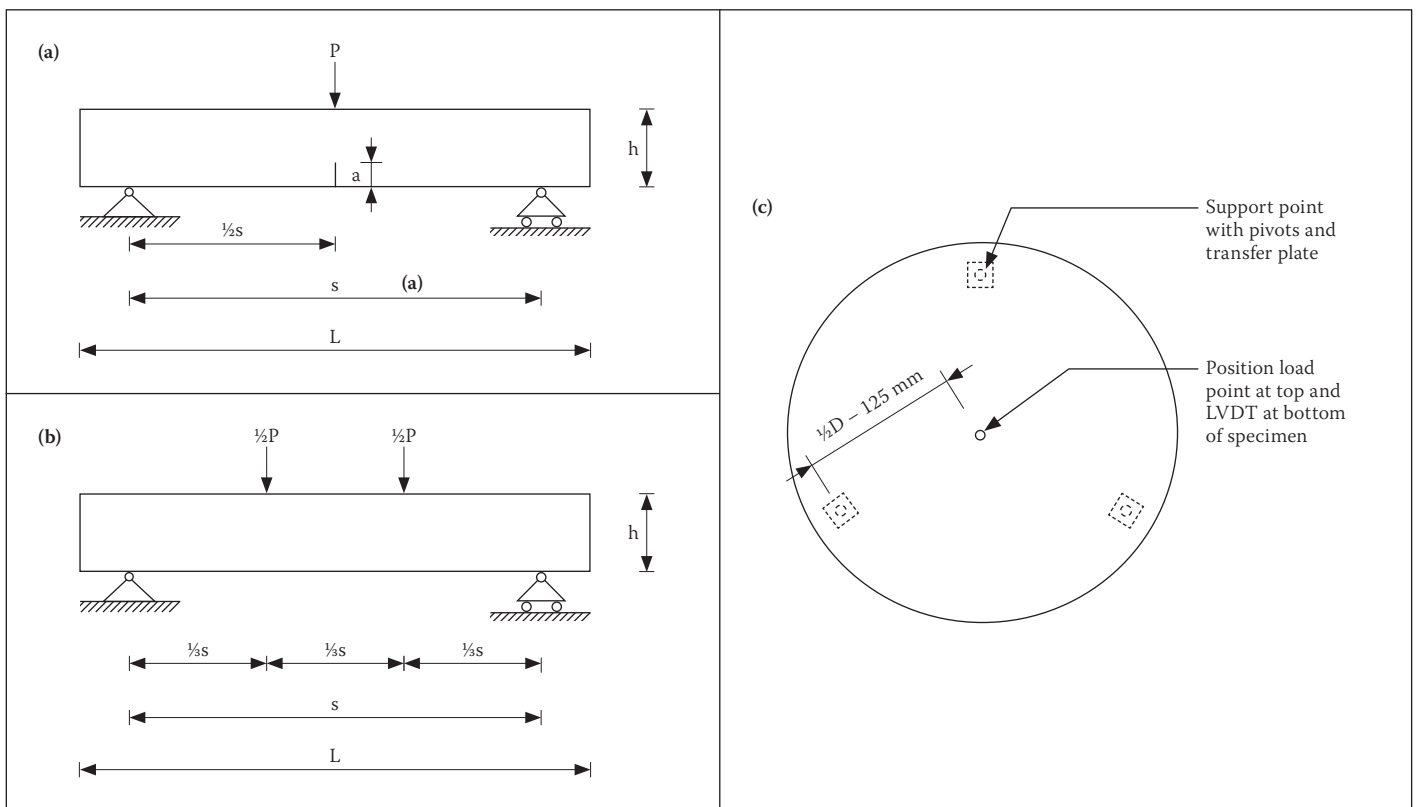 (a)
P
h
a
½s
s
(a)
L
(b)
½P
½P
h
⅓s
⅓s
⅓s
s
L
(c)
Support point
with pivots and
transfer plate
½D – 125 mm
Position load
point at top and
LVDT at bottom
of specimen